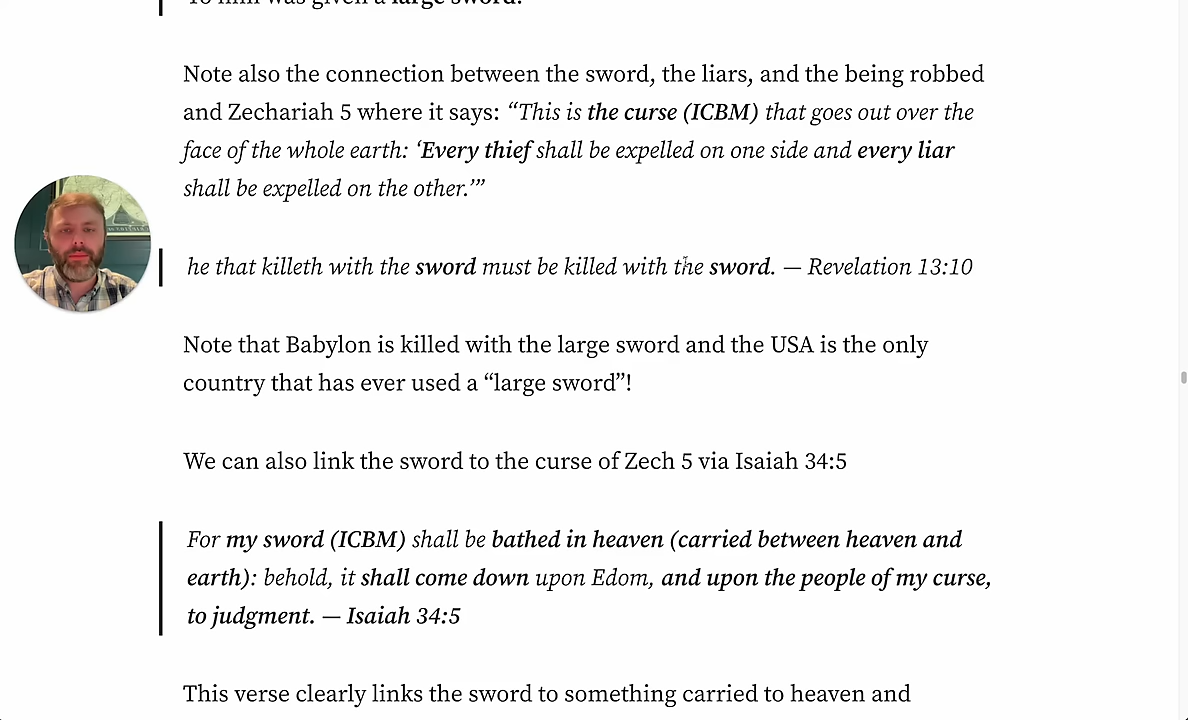 To him was given a large sword.
Note also the connection between the sword, the liars, and the being robbed
and Zechariah 5 where it says: “This is the curse (ICBM) that goes out over the
face of the whole earth: ‘Every thief shall be expelled on one side and every liar
shall be expelled on the other.’”
he that killeth with the sword must be killed with the sword. — Revelation 13:10
Note that Babylon is killed with the large sword and the USA is the only
country that has ever used a “large sword”!
We can also link the sword to the curse of Zech 5 via Isaiah 34:5
For my sword (ICBM) shall be bathed in heaven (carried between heaven and
earth): behold, it shall come down upon Edom, and upon the people of my curse,
to judgment. — Isaiah 34:5
This verse clearly links the sword to something carried to heaven and